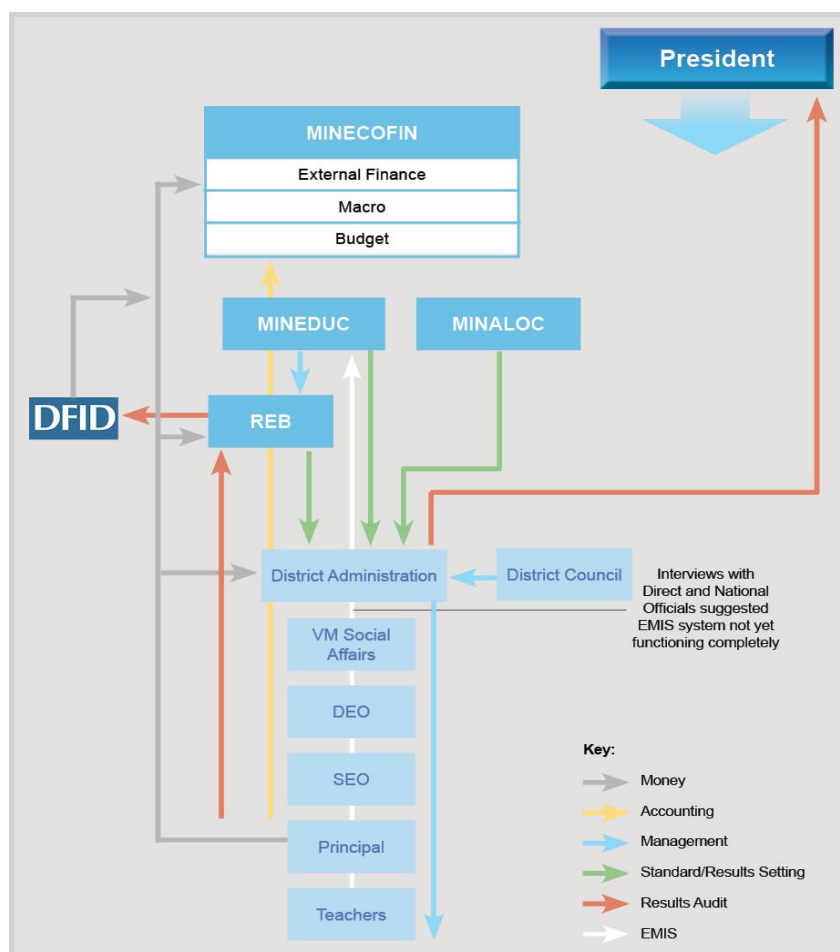 President
MINECOFIN
External Finance
Macro
Budget
MINEDUC
MINALOC
DFID
REB
District Administration
District Council
Interviews with
Direct and National
Officials suggested
EMIS system not yet
functioning completely
VM Social
Affairs
DEO
SEO
Principal
Teachers
Key:
Money
Accounting
Management
Standard/Results Setting
Results Audit
EMIS